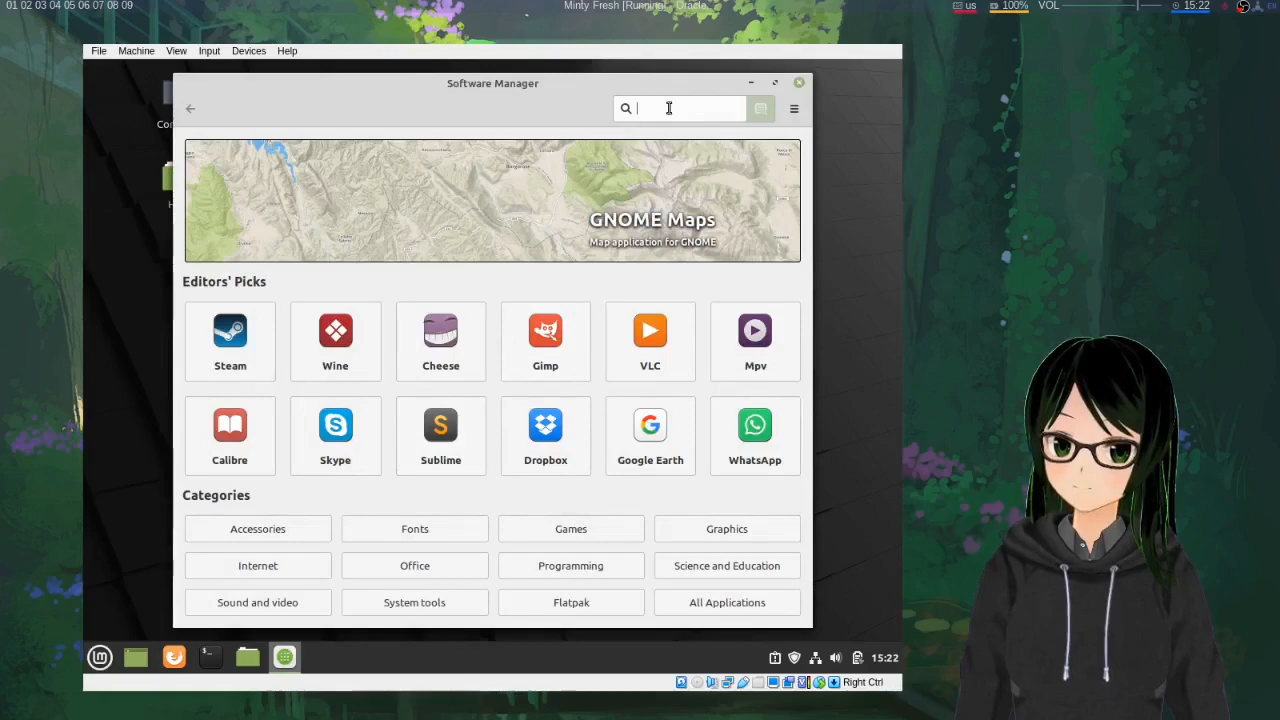 01 02 03 04 05 06 07 08 09
Minty Fresh [Running] - Oracle
us
100%
VOL
15:22
File Machine View Input Devices Help
Software Manager
GNOME Maps
Map application for GNOME
Editors' Picks
Steam Wine Cheese Gimp VLC Mpv
Calibre Skype Sublime Dropbox Google Earth WhatsApp
Categories
Accessories Fonts Games Graphics
Internet Office Programming Science and Education
Sound and video System tools Flatpak All Applications
15:22
Right Ctrl